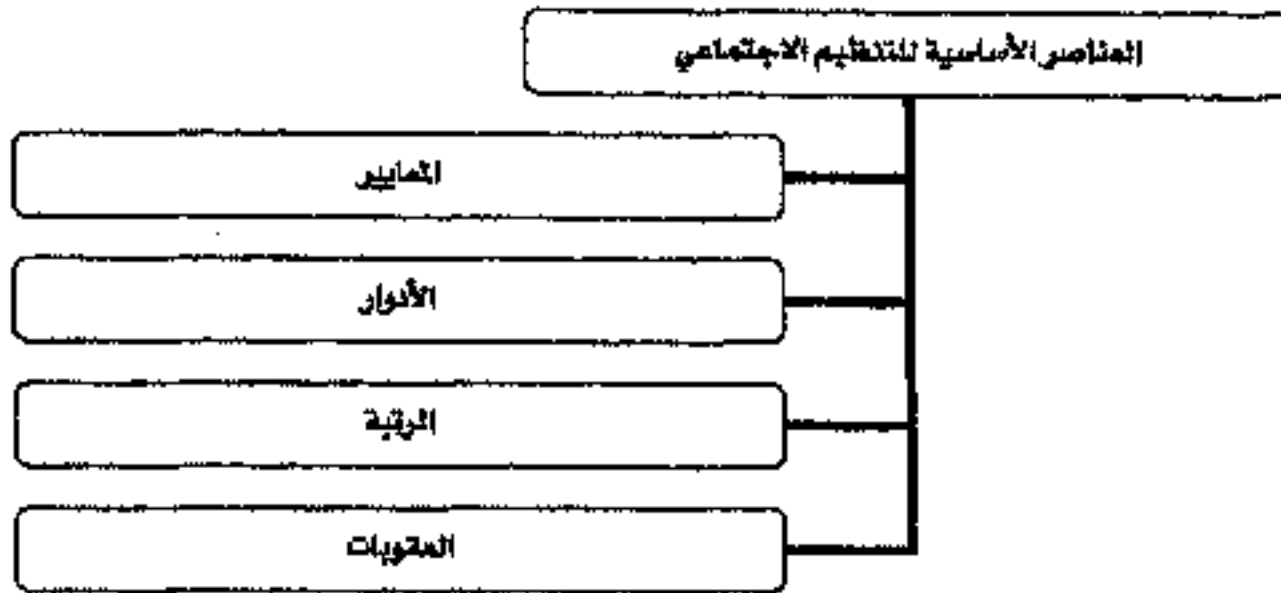 العناصر الأساسية للتنظيم الاجتماعي
المعايير
الأدوار
الرتبة
العقوبات